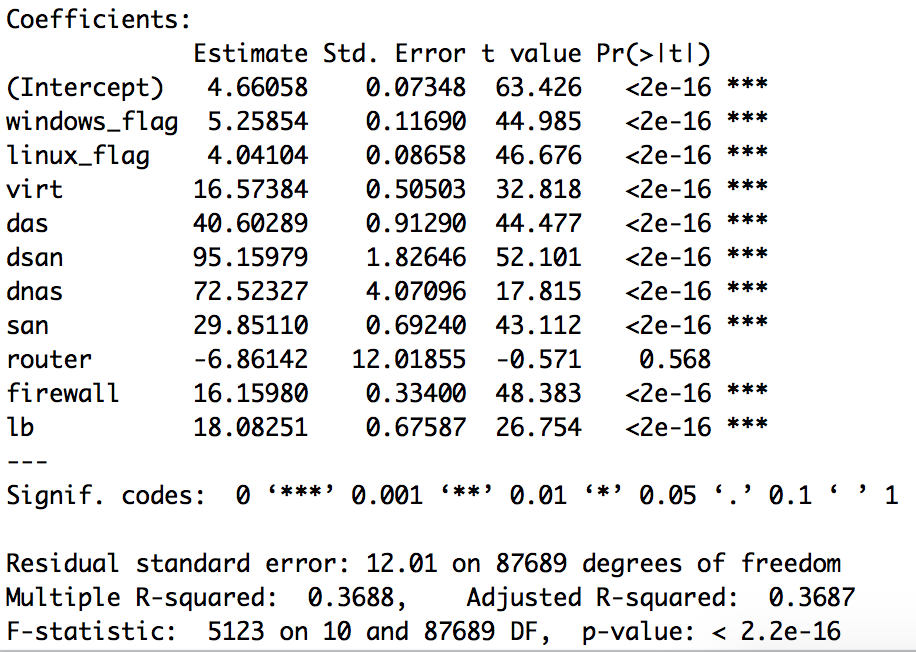 Coefficients:
Estimate Std. Error t value Pr(>|t|)
(Intercept) 4.66058 0.07348 63.426 <2e-16 ***
windows_flag 5.25854 0.11690 44.985 <2e-16 ***
linux_flag 4.04104 0.08658 46.676 <2e-16 ***
virt 16.57384 0.50503 32.818 <2e-16 ***
das 40.60289 0.91290 44.477 <2e-16 ***
dsan 95.15979 1.82646 52.101 <2e-16 ***
dnas 72.52327 4.07096 17.815 <2e-16 ***
san 29.85110 0.69240 43.112 <2e-16 ***
router -6.86142 12.01855 -0.571 0.568
firewall 16.15980 0.33400 48.383 <2e-16 ***
lb 18.08251 0.67587 26.754 <2e-16 ***
---
Signif. codes: 0 ‘***’ 0.001 ‘**’ 0.01 ‘*’ 0.05 ‘.’ 0.1 ‘ ’ 1
Residual standard error: 12.01 on 87689 degrees of freedom
Multiple R-squared: 0.3688, Adjusted R-squared: 0.3687
F-statistic: 5123 on 10 and 87689 DF, p-value: < 2.2e-16